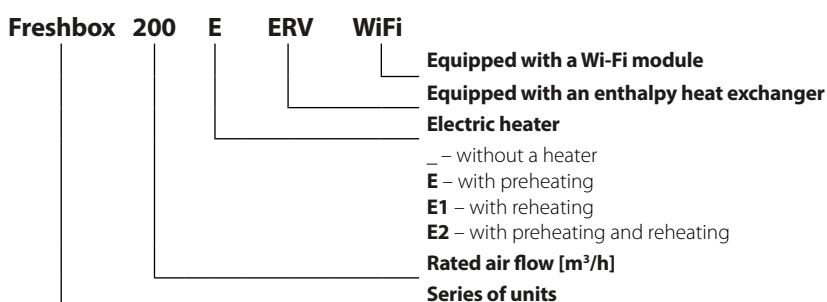 Freshbox 200 E ERV WiFi
Equipped with a Wi-Fi module
Equipped with an enthalpy heat exchanger
Electric heater
_ – without a heater
E – with preheating
E1 – with reheating
E2 – with preheating and reheating
Rated air flow [m³/h]
Series of units